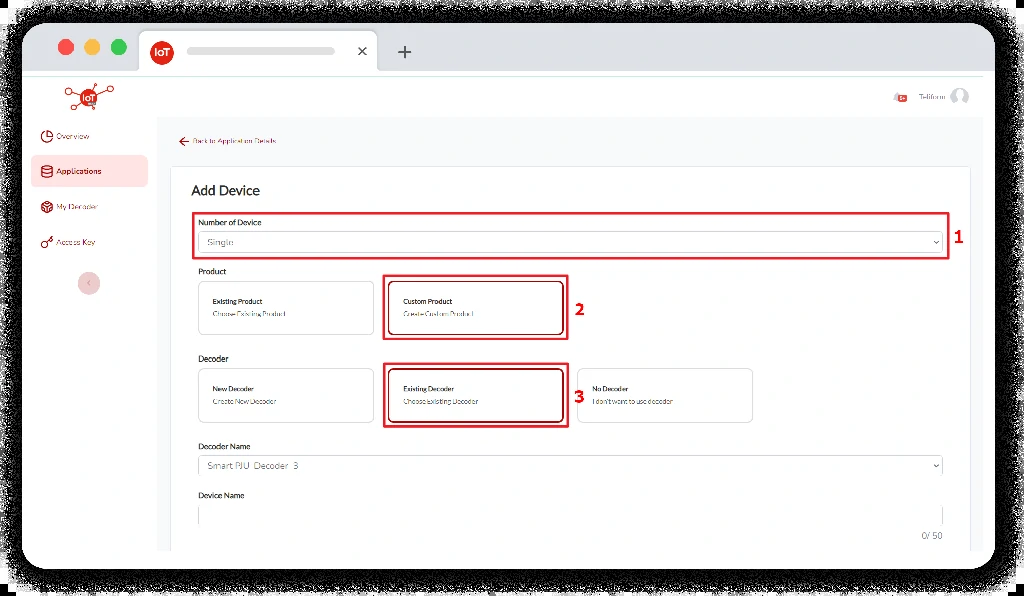 IoT
IoT
8+
Teliform
Overview
Back to Application Details
Applications
Add Device
My Decoder
Number of Device
Single
1
Access Key
Product
Existing Product
Choose Existing Product
Custom Product
Create Custom Product
2
Decoder
New Decoder
Create New Decoder
Existing Decoder
Choose Existing Decoder
3
No Decoder
I don't want to use decoder
Decoder Name
Smart PJU Decoder 3
Device Name
0/ 50